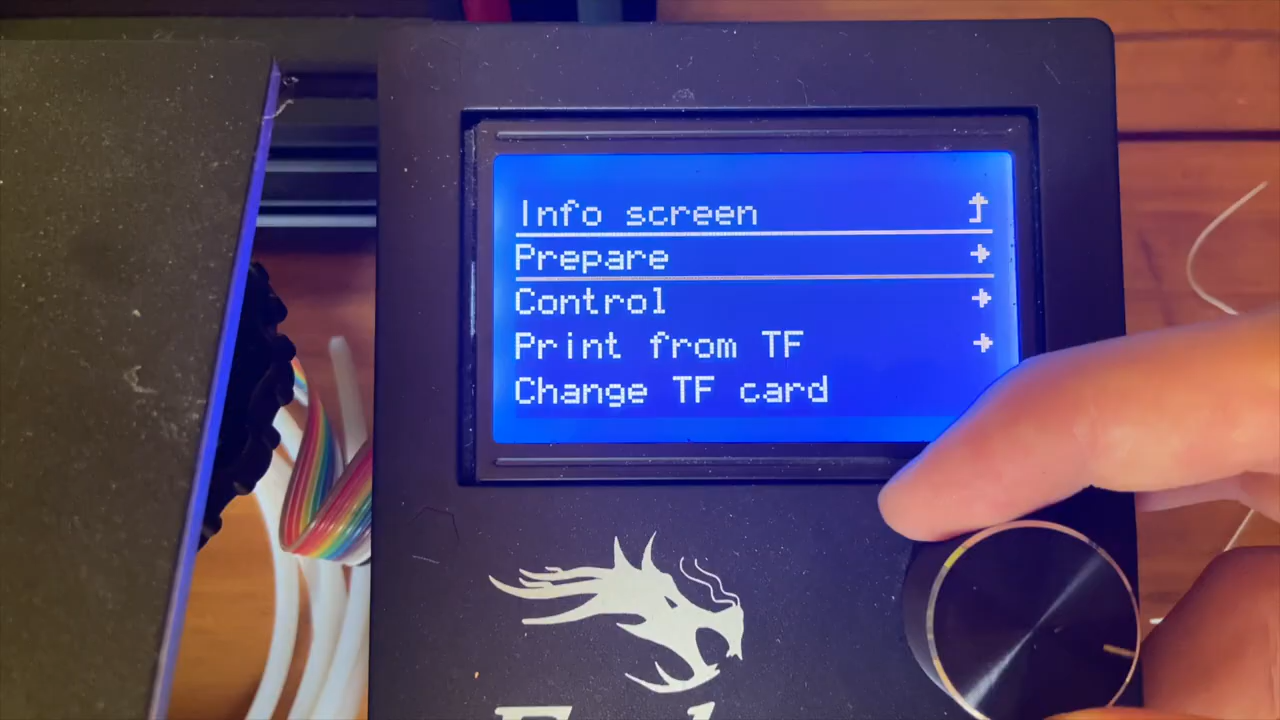 Info screen
Prepare
Control
Print from TF
Change TF card